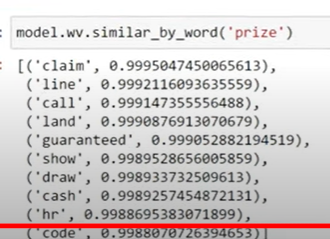 : model.wv.similar_by_word('prize')
: [('claim', 0.9995047450065613),
('line', 0.9992116093635559),
('call', 0.999147355556488),
('land', 0.9990876913070679),
('guaranteed', 0.999052882194519),
('show', 0.9989528656005859),
('draw', 0.998933732509613),
('cash', 0.9989257454872131),
('hr', 0.9988695383071899),
('code', 0.9988070726394653)]